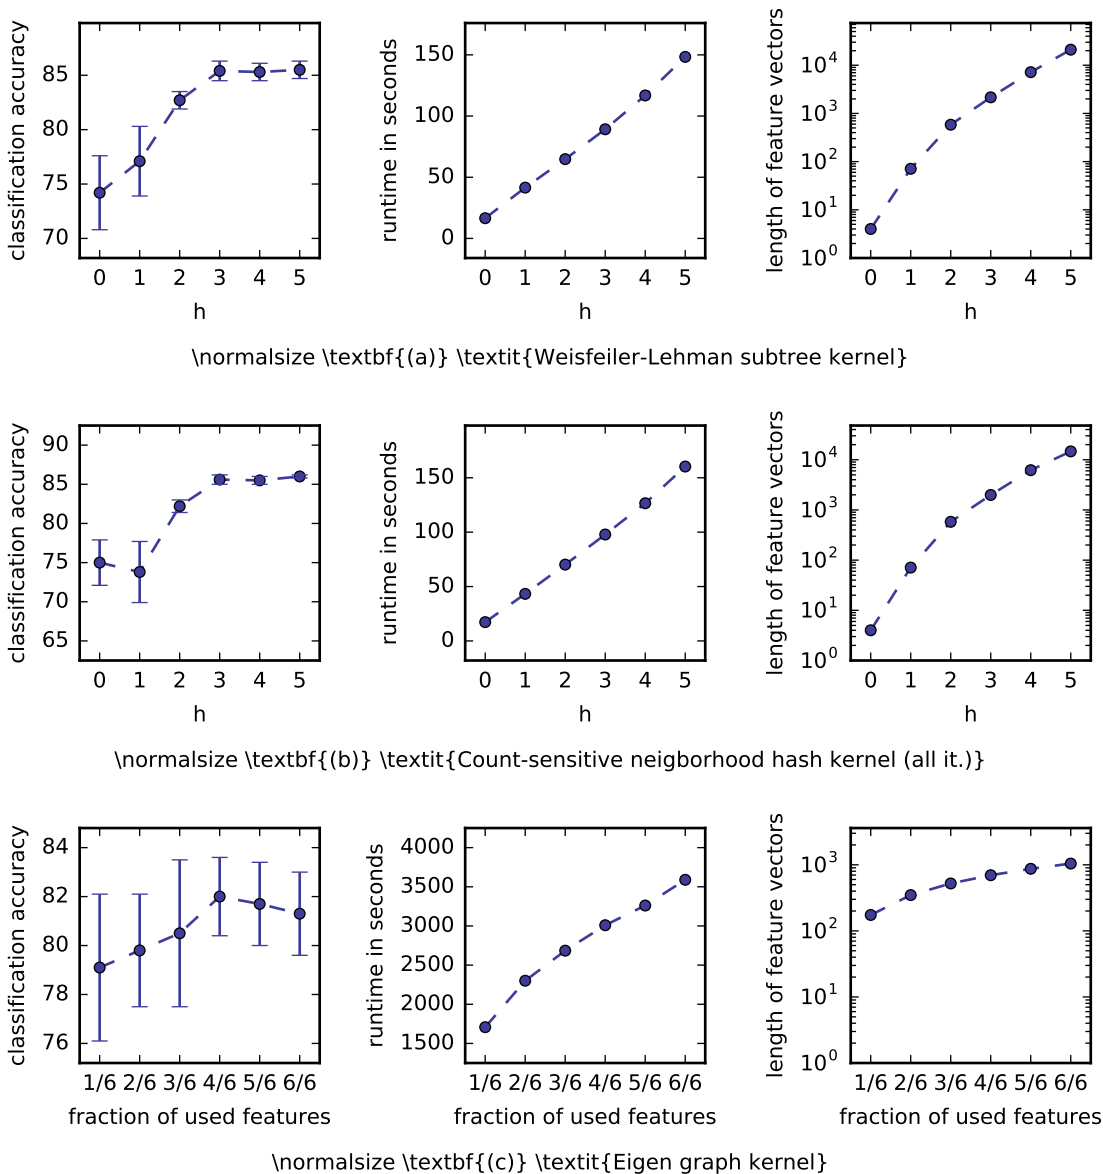 classification accuracy
85
80
75
70
0 1 2 3 4 5
h
runtime in seconds
150
100
50
0
0 1 2 3 4 5
h
length of feature vectors
10^4
10^3
10^2
10^1
10^0
0 1 2 3 4 5
h
\normalsize \textbf{(a)} \textit{Weisfeiler-Lehman subtree kernel}
classification accuracy
90
85
80
75
70
65
0 1 2 3 4 5
h
runtime in seconds
150
100
50
0
0 1 2 3 4 5
h
length of feature vectors
10^4
10^3
10^2
10^1
10^0
0 1 2 3 4 5
h
\normalsize \textbf{(b)} \textit{Count-sensitive neigborhood hash kernel (all it.)}
classification accuracy
84
82
80
78
76
1/6 2/6 3/6 4/6 5/6 6/6
fraction of used features
runtime in seconds
4000
3500
3000
2500
2000
1500
1/6 2/6 3/6 4/6 5/6 6/6
fraction of used features
length of feature vectors
10^3
10^2
10^1
10^0
1/6 2/6 3/6 4/6 5/6 6/6
fraction of used features
\normalsize \textbf{(c)} \textit{Eigen graph kernel}